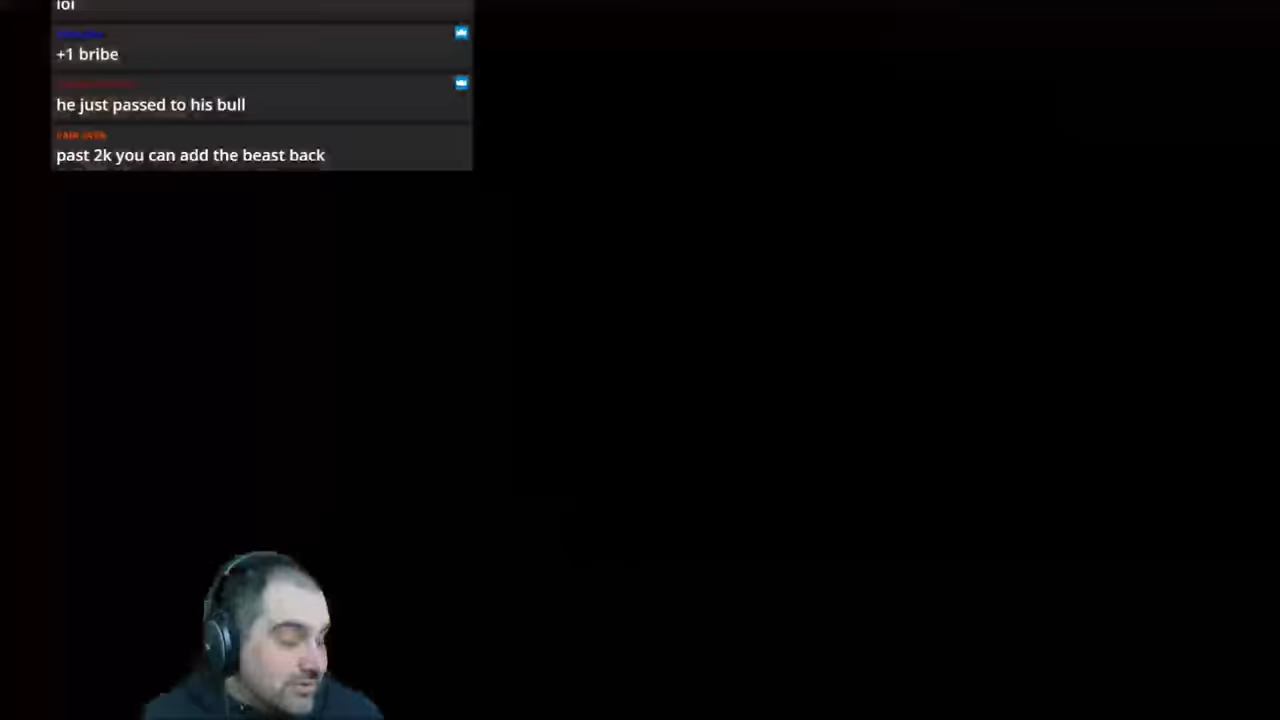 lol
+1 bribe
he just passed to his bull
past 2k you can add the beast back